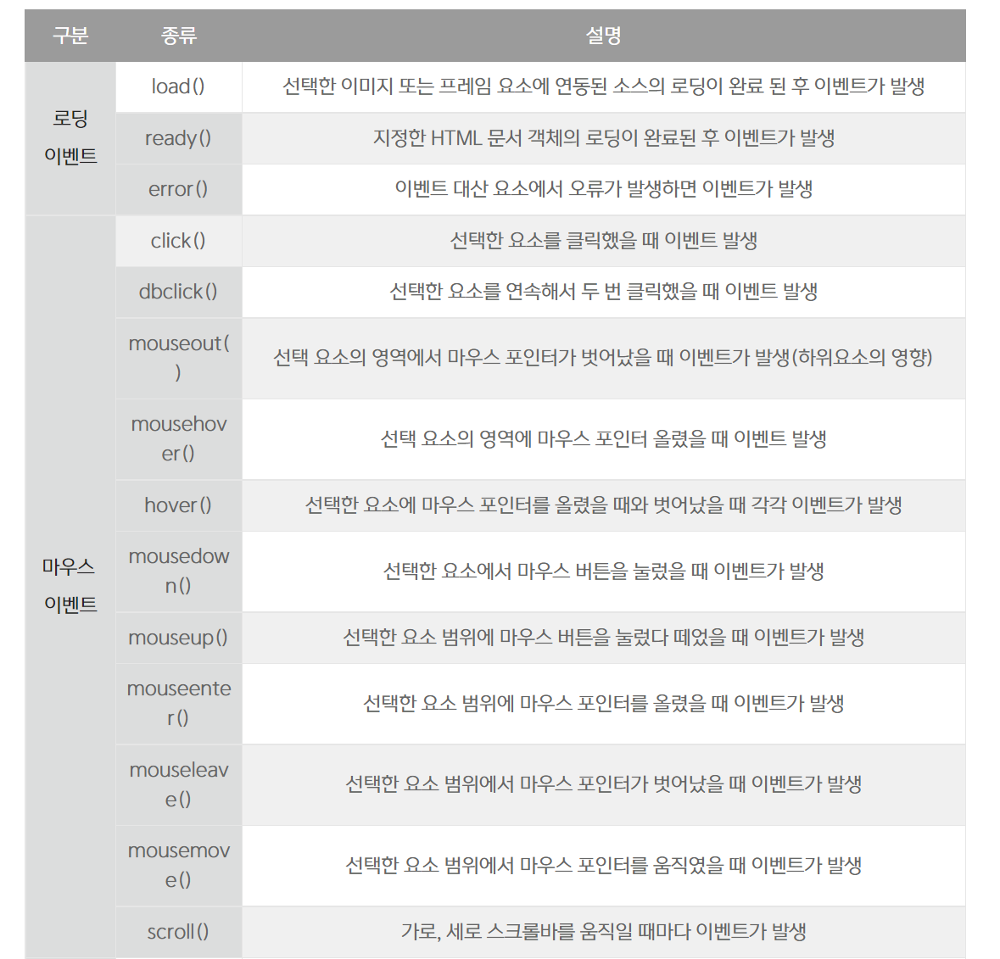 구분 종류 설명
로딩
이벤트
load() 선택한 이미지 또는 프레임 요소에 연동된 소스의 로딩이 완료 된 후 이벤트가 발생
ready() 지정한 HTML 문서 객체의 로딩이 완료된 후 이벤트가 발생
error() 이벤트 대산 요소에서 오류가 발생하면 이벤트가 발생
마우스
이벤트
click() 선택한 요소를 클릭했을 때 이벤트 발생
dbclick() 선택한 요소를 연속해서 두 번 클릭했을 때 이벤트 발생
mouseout(
)
선택 요소의 영역에서 마우스 포인터가 벗어났을 때 이벤트가 발생(하위요소의 영향)
mousehov
er()
선택 요소의 영역에 마우스 포인터 올렸을 때 이벤트 발생
hover() 선택한 요소에 마우스 포인터를 올렸을 때와 벗어났을 때 각각 이벤트가 발생
mousedow
n()
선택한 요소에서 마우스 버튼을 눌렀을 때 이벤트가 발생
mouseup() 선택한 요소 범위에 마우스 버튼을 눌렀다 떼었을 때 이벤트가 발생
mouseente
r()
선택한 요소 범위에 마우스 포인터를 올렸을 때 이벤트가 발생
mouseleav
e()
선택한 요소 범위에서 마우스 포인터가 벗어났을 때 이벤트가 발생
mousemov
e()
선택한 요소 범위에서 마우스 포인터를 움직였을 때 이벤트가 발생
scroll() 가로, 세로 스크롤바를 움직일 때마다 이벤트가 발생